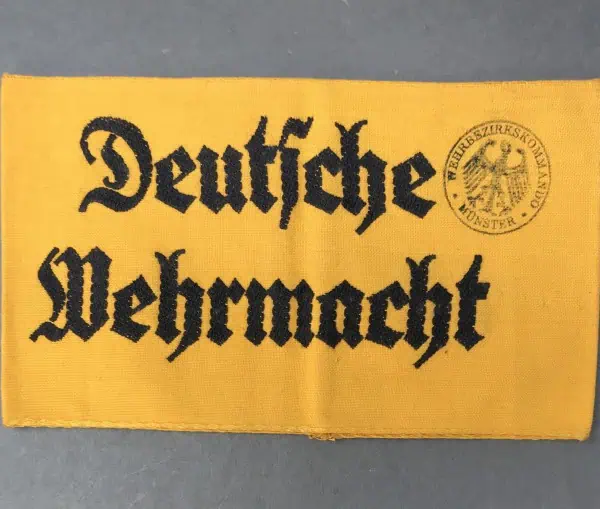 Deutſche
Wehrmacht
WEHRBEZIRKSKOMMANDO
MÜNSTER